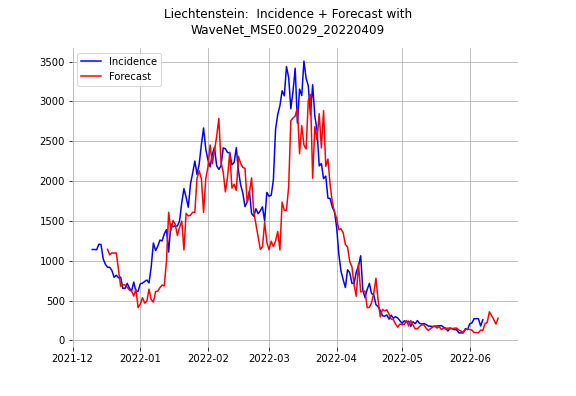 Liechtenstein:  Incidence + Forecast with
WaveNet_MSE0.0029_20220409
Incidence
Forecast
3500
3000
2500
2000
1500
1000
500
0
2021-12 2022-01 2022-02 2022-03 2022-04 2022-05 2022-06